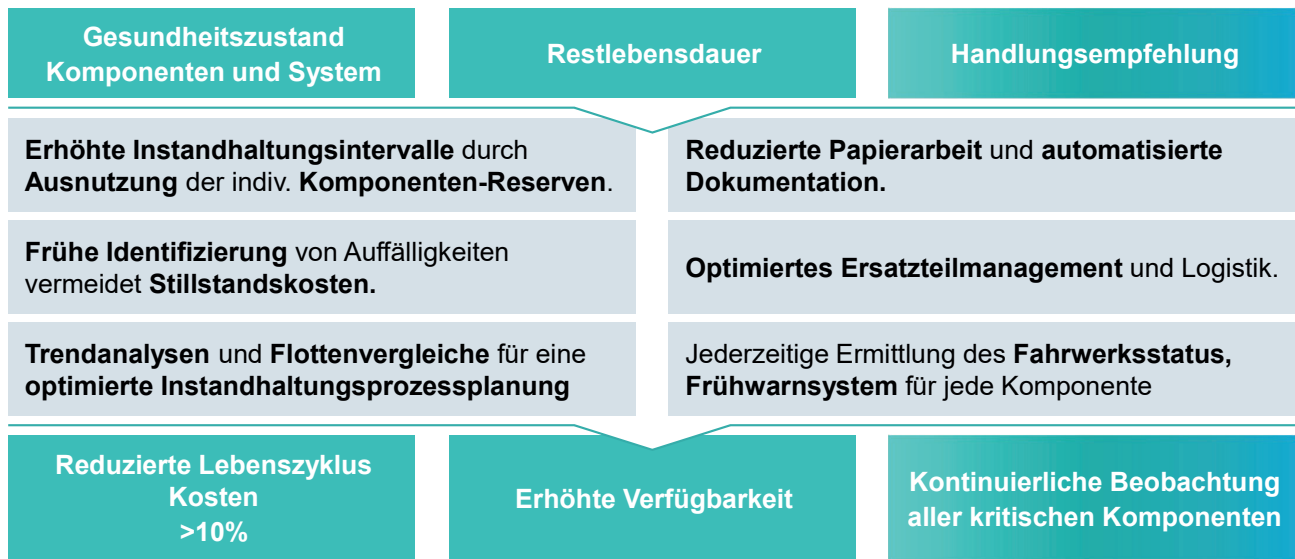 Gesundheitszustand
Komponenten und System
Restlebensdauer
Handlungsempfehlung
Erhöhte Instandhaltungsintervalle durch
Ausnutzung der indiv. Komponenten-Reserven.
Reduzierte Papierarbeit und automatisierte
Dokumentation.
Frühe Identifizierung von Auffälligkeiten
vermeidet Stillstandskosten.
Optimiertes Ersatzteilmanagement und Logistik.
Trendanalysen und Flottenvergleiche für eine
optimierte Instandhaltungsprozessplanung
Jederzeitige Ermittlung des Fahrwerksstatus,
Frühwarnsystem für jede Komponente
Reduzierte Lebenszyklus
Kosten
>10%
Erhöhte Verfügbarkeit
Kontinuierliche Beobachtung
aller kritischen Komponenten